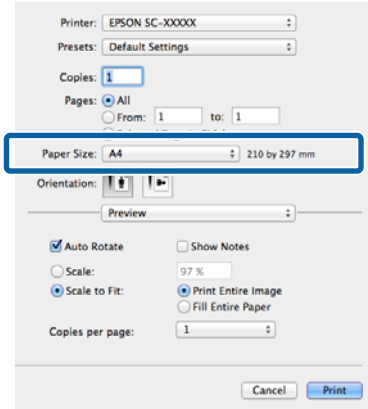 Printer: EPSON SC-XXXXX
Presets: Default Settings
Copies: 1
Pages: All
From: 1 to: 1
Paper Size: A4 210 by 297 mm
Orientation:
Preview
Auto Rotate Show Notes
Scale: 97 %
Scale to Fit: Print Entire Image
Fill Entire Paper
Copies per page: 1
Cancel Print